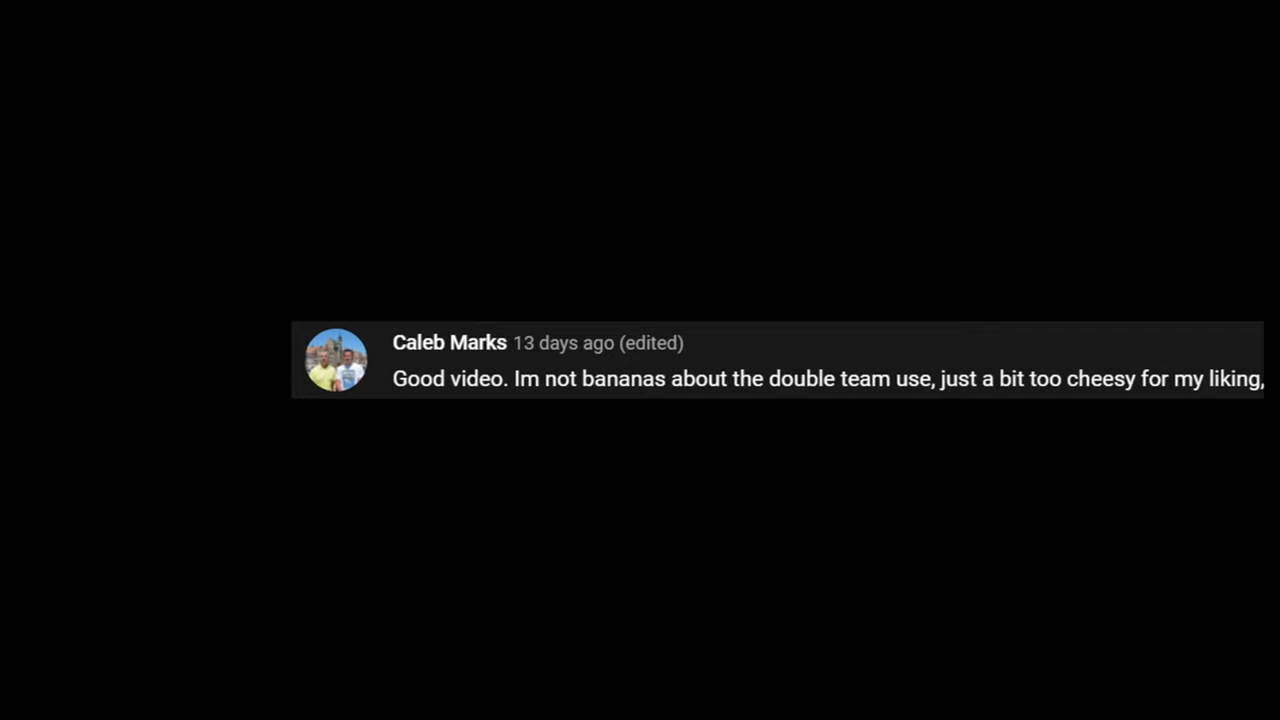 Caleb Marks 13 days ago (edited)
Good video. Im not bananas about the double team use, just a bit too cheesy for my liking,